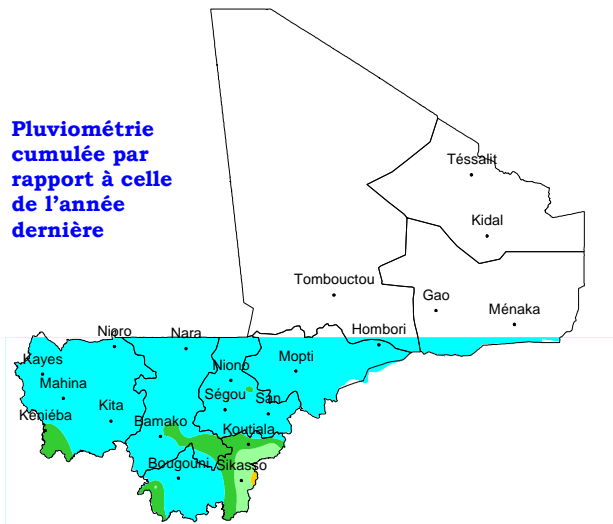 Pluviométrie
cumulée par
rapport à celle
de l'année
dernière
Téssalit
Kidal
Tombouctou
Gao
Ménaka
Hombori
Nioro
Nara
Kayes
Niono
Mopti
Mahina
Ségou
San
Kéniéba
Kita
Bamako
Koutiala
Bougouni
Sikasso